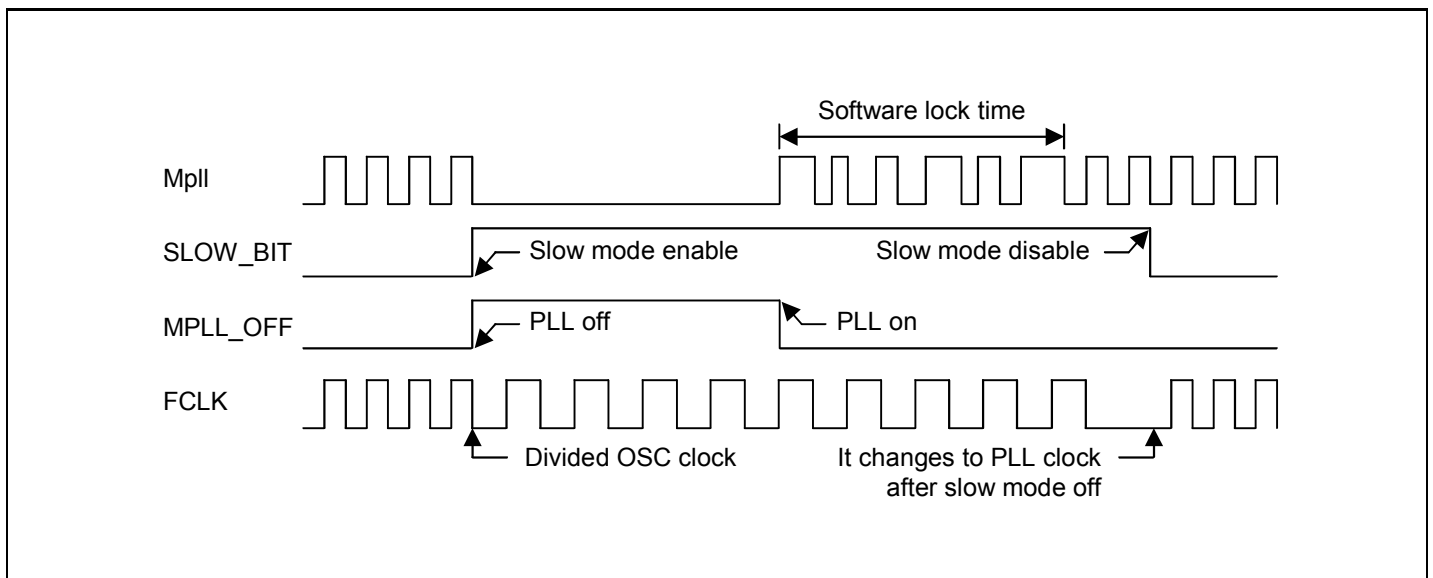 Software lock time
Mpll
SLOW_BIT
Slow mode enable
Slow mode disable
MPLL_OFF
PLL off
PLL on
FCLK
Divided OSC clock
It changes to PLL clock
after slow mode off